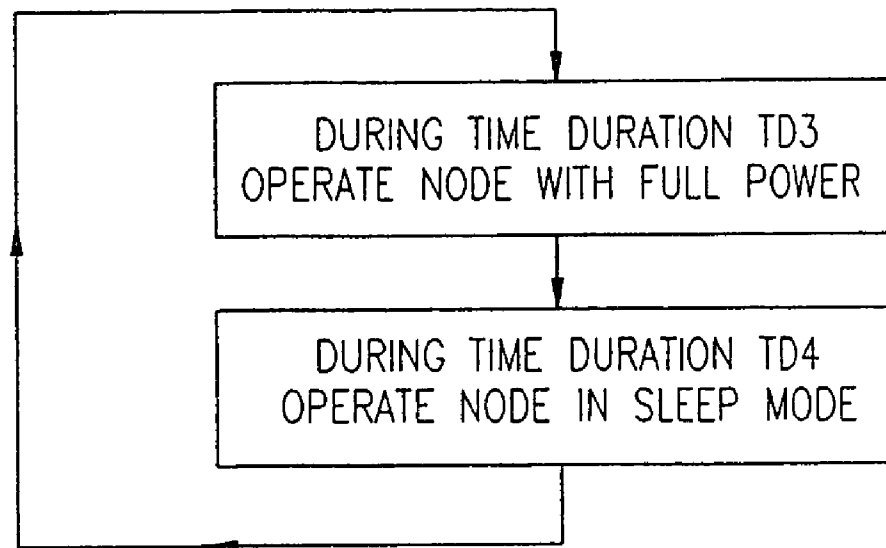 DURING TIME DURATION TD3
OPERATE NODE WITH FULL POWER
DURING TIME DURATION TD4
OPERATE NODE IN SLEEP MODE